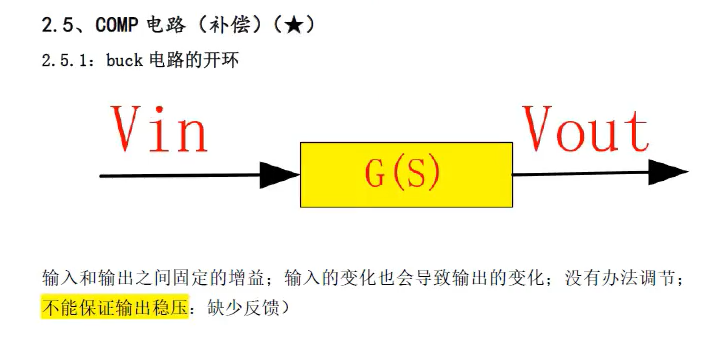 2.5、COMP 电路（补偿）（★）
2.5.1：buck 电路的开环
Vin
G(S)
Vout
输入和输出之间固定的增益；输入的变化也会导致输出的变化；没有办法调节；
不能保证输出稳压：缺少反馈）